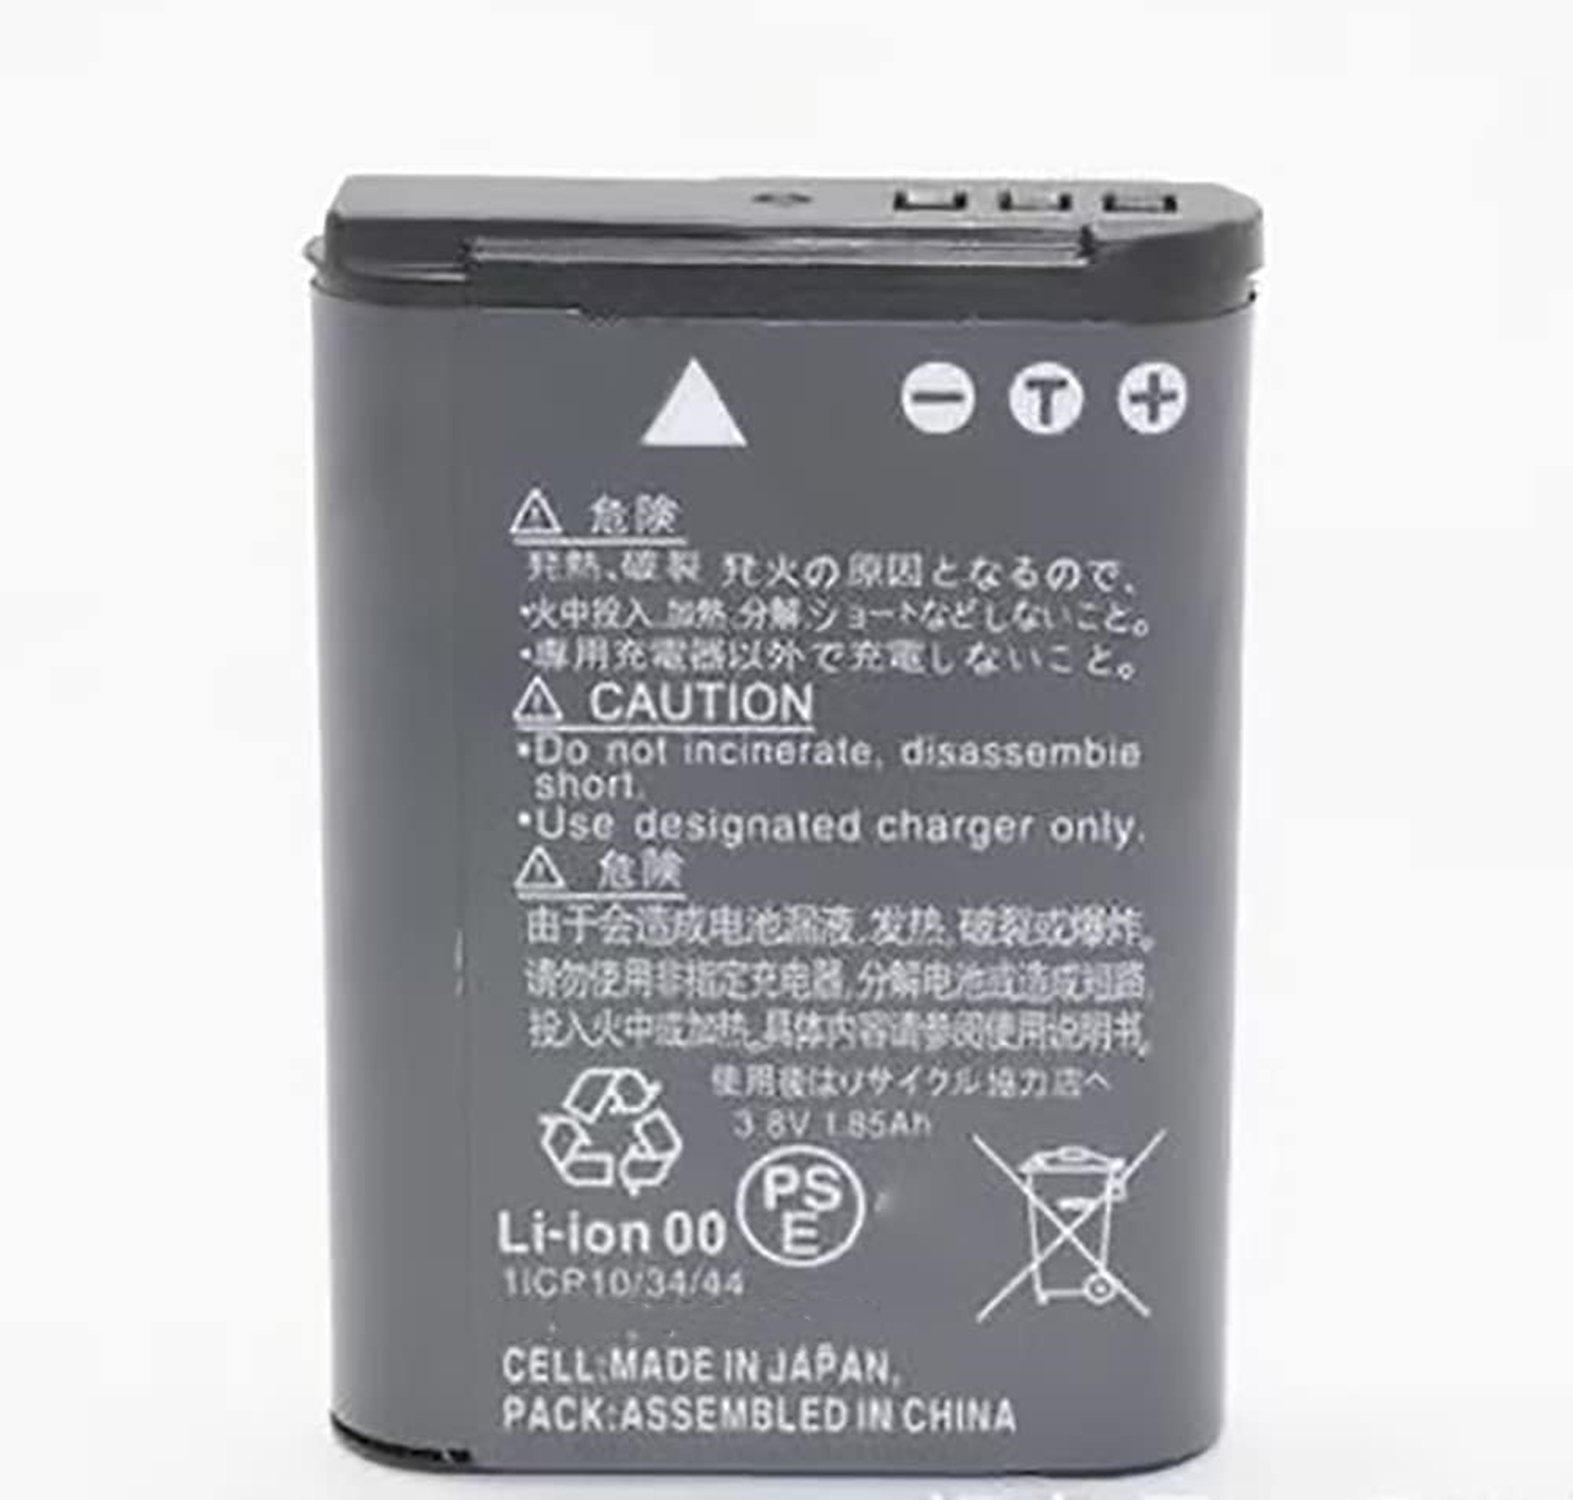 − T +
危険
発熱、破裂 発火の原因となるので、
•火中投入.加熱.分解.ショートなどしないこと。
•専用充電器以外で充電しないこと。
CAUTION
•Do not incinerate, disassemble
short.
•Use designated charger only.
危険
由于会造成电池漏液.发热.破裂或爆炸。
请勿使用非指定充电器.分解电池或造成短路.
投入火中或加热。具体内容请参阅使用说明书。
使用後はリサイクル協力店へ
3.8V 1.85Ah
PS
E
Li-ion 00
1ICP10/34/44
CELL:MADE IN JAPAN,
PACK:ASSEMBLED IN CHINA